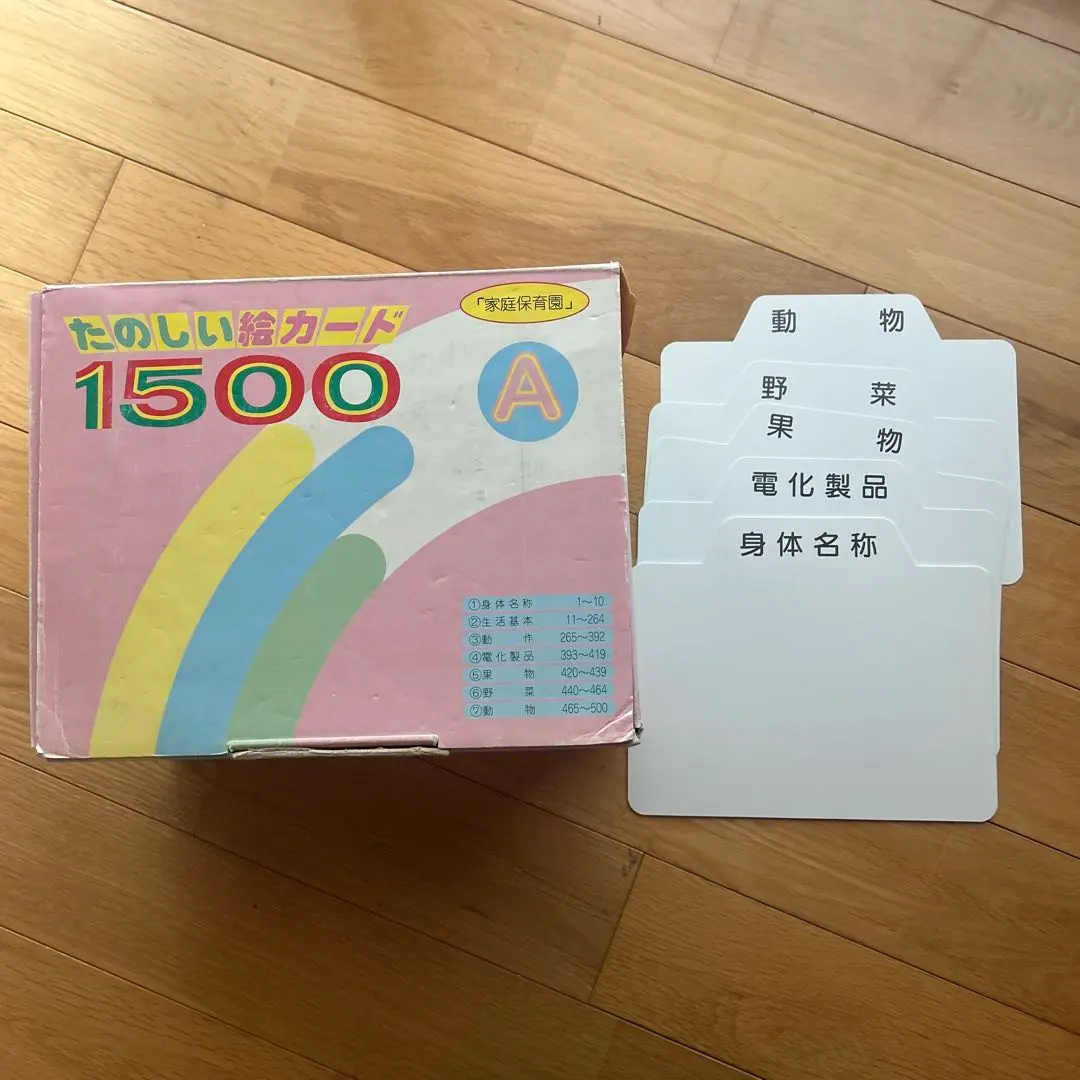 「家庭保育園」
たのしい絵カード
1500
A
①身体名称 1〜10
②生活基本 11〜264
③動作 265〜392
④電化製品 393〜419
⑤果物 420〜439
⑥野菜 440〜464
⑦動物 465〜500
動物
野菜
果物
電化製品
身体名称